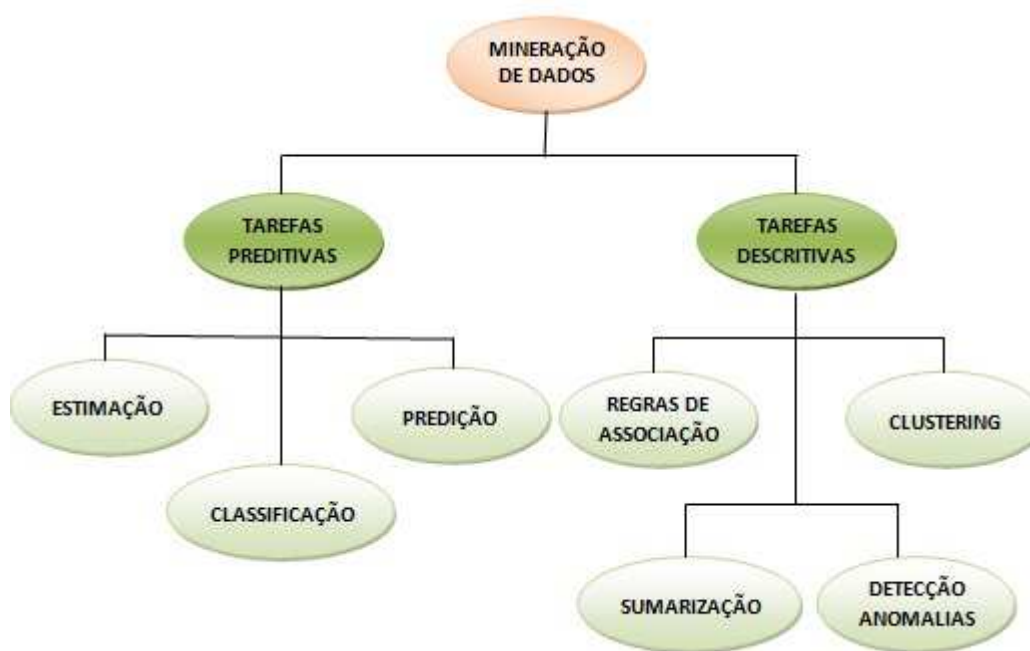 MINERAÇÃO
DE DADOS
TAREFAS
PREDITIVAS
TAREFAS
DESCRITIVAS
ESTIMAÇÃO
PREDIÇÃO
REGRAS DE
ASSOCIAÇÃO
CLUSTERING
CLASSIFICAÇÃO
SUMARIZAÇÃO
DETECÇÃO
ANOMALIAS